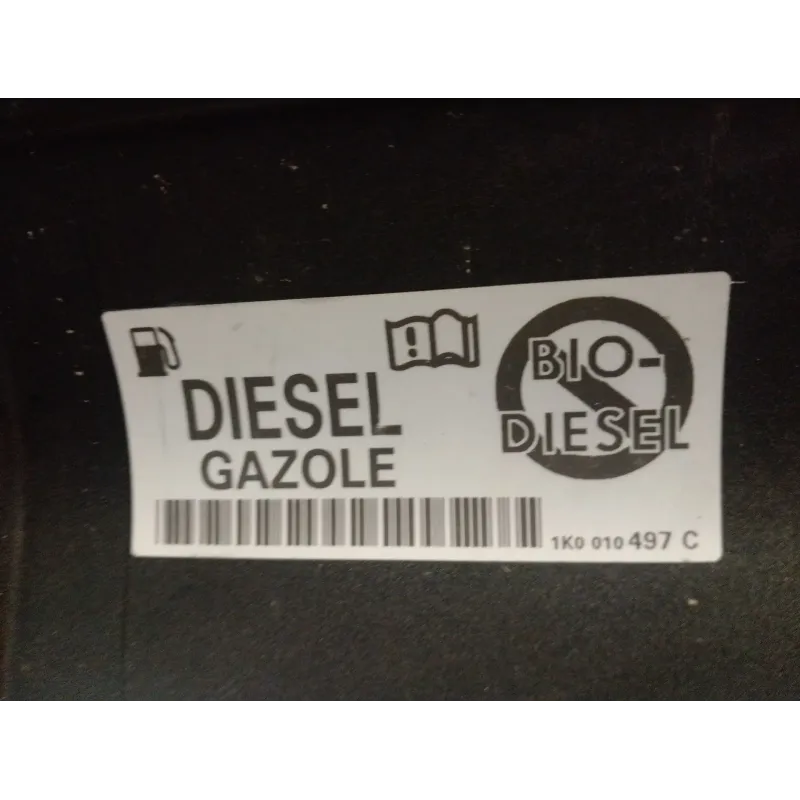 DIESEL
GAZOLE
BIO-
DIESEL
1K0 010 497 C